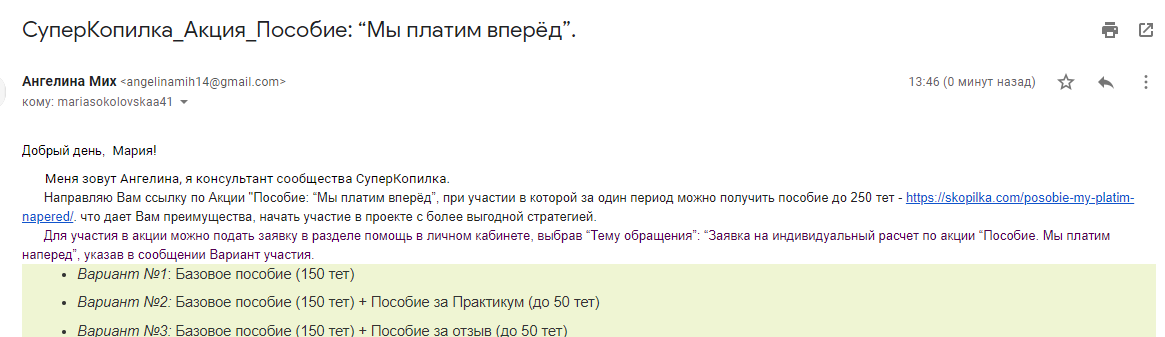 СуперКопилка_Акция_Пособие: “Мы платим вперёд”.
Ангелина Мих <angelinamih14@gmail.com>
13:46 (0 минут назад)
кому: mariasokolovskaa41
Добрый день,  Мария!
Меня зовут Ангелина, я консультант сообщества СуперКопилка.
Направляю Вам ссылку по Акции "Пособие: “Мы платим вперёд”, при участии в которой за один период можно получить пособие до 250 тет - https://skopilka.com/posobie-my-platim-
napered/. что дает Вам преимущества, начать участие в проекте с более выгодной стратегией.
Для участия в акции можно подать заявку в разделе помощь в личном кабинете, выбрав “Тему обращения”: “Заявка на индивидуальный расчет по акции “Пособие. Мы платим
наперед”, указав в сообщении Вариант участия.
• Вариант №1: Базовое пособие (150 тет)
• Вариант №2: Базовое пособие (150 тет) + Пособие за Практикум (до 50 тет)
• Вариант №3: Базовое пособие (150 тет) + Пособие за отзыв (до 50 тет)